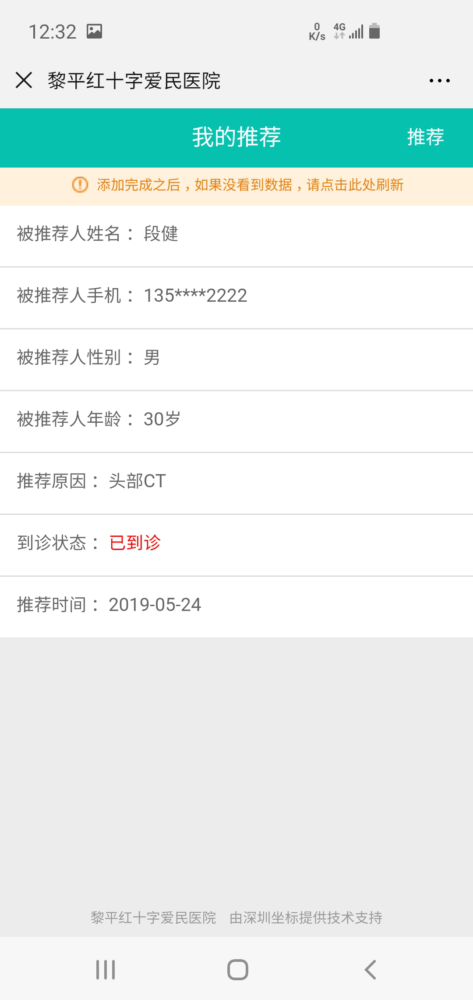 12:32
0 K/s 4G
黎平红十字爱民医院
我的推荐 推荐
添加完成之后，如果没看到数据，请点击此处刷新
被推荐人姓名：段健
被推荐人手机：135****2222
被推荐人性别：男
被推荐人年龄：30岁
推荐原因：头部CT
到诊状态：已到诊
推荐时间：2019-05-24
黎平红十字爱民医院 由深圳坐标提供技术支持